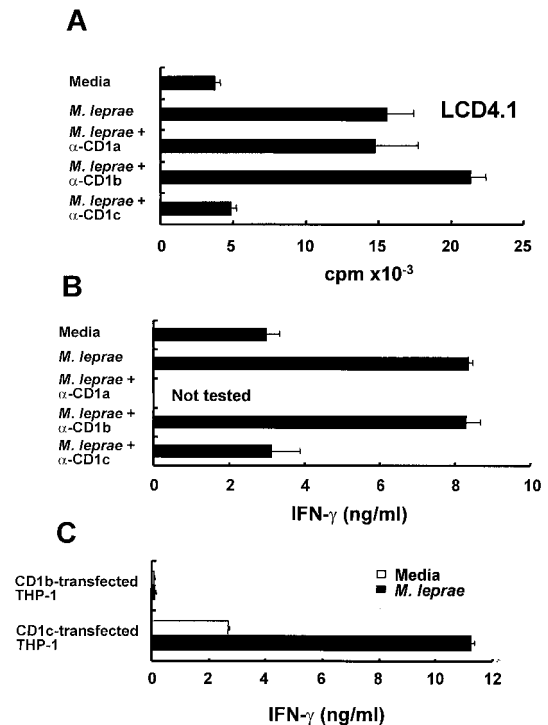 A
Media
M. leprae
LCD4.1
M. leprae +
α-CD1a
M. leprae +
α-CD1b
M. leprae +
α-CD1c
0 5 10 15 20 25
cpm x10-3
B
Media
M. leprae
M. leprae +
α-CD1a
Not tested
M. leprae +
α-CD1b
M. leprae +
α-CD1c
0 2 4 6 8 10
IFN-γ (ng/ml)
C
CD1b-transfected
THP-1
Media
M. leprae
CD1c-transfected
THP-1
0 2 4 6 8 10 12
IFN-γ (ng/ml)